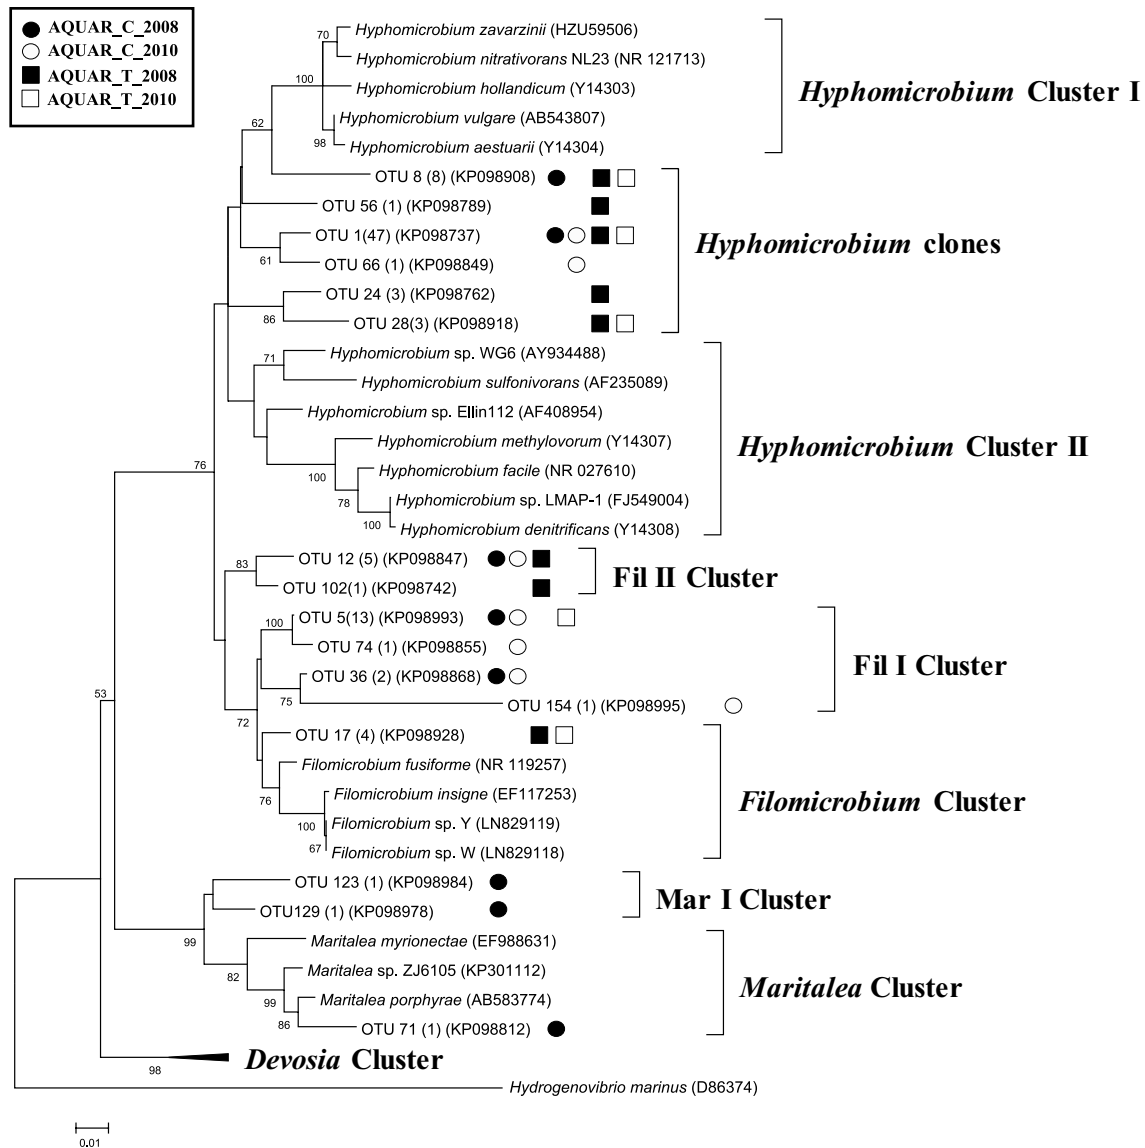 AQUAR_C_2008
AQUAR_C_2010
AQUAR_T_2008
AQUAR_T_2010
70
Hyphomicrobium zavarzinii (HZU59506)
Hyphomicrobium nitrativorans NL23 (NR 121713)
100
Hyphomicrobium hollandicum (Y14303)
Hyphomicrobium Cluster I
Hyphomicrobium vulgare (AB543807)
62
98
Hyphomicrobium aestuarii (Y14304)
OTU 8 (8) (KP098908)
OTU 56 (1) (KP098789)
OTU 1(47) (KP098737)
Hyphomicrobium clones
61
OTU 66 (1) (KP098849)
OTU 24 (3) (KP098762)
86
OTU 28(3) (KP098918)
Hyphomicrobium sp. WG6 (AY934488)
71
Hyphomicrobium sulfonivorans (AF235089)
Hyphomicrobium sp. Ellin112 (AF408954)
Hyphomicrobium methylovorum (Y14307)
Hyphomicrobium Cluster II
76
100
Hyphomicrobium facile (NR 027610)
78
Hyphomicrobium sp. LMAP-1 (FJ549004)
100
Hyphomicrobium denitrificans (Y14308)
83
OTU 12 (5) (KP098847)
Fil II Cluster
OTU 102(1) (KP098742)
OTU 5(13) (KP098993)
100
OTU 74 (1) (KP098855)
Fil I Cluster
OTU 36 (2) (KP098868)
53
75
OTU 154 (1) (KP098995)
72
OTU 17 (4) (KP098928)
Filomicrobium fusiforme (NR 119257)
76
Filomicrobium insigne (EF117253)
Filomicrobium Cluster
100
Filomicrobium sp. Y (LN829119)
67
Filomicrobium sp. W (LN829118)
OTU 123 (1) (KP098984)
Mar I Cluster
OTU129 (1) (KP098978)
99
Maritalea myrionectae (EF988631)
82
Maritalea sp. ZJ6105 (KP301112)
Maritalea Cluster
99
Maritalea porphyrae (AB583774)
86
OTU 71 (1) (KP098812)
Devosia Cluster
98
Hydrogenovibrio marinus (D86374)
0.01